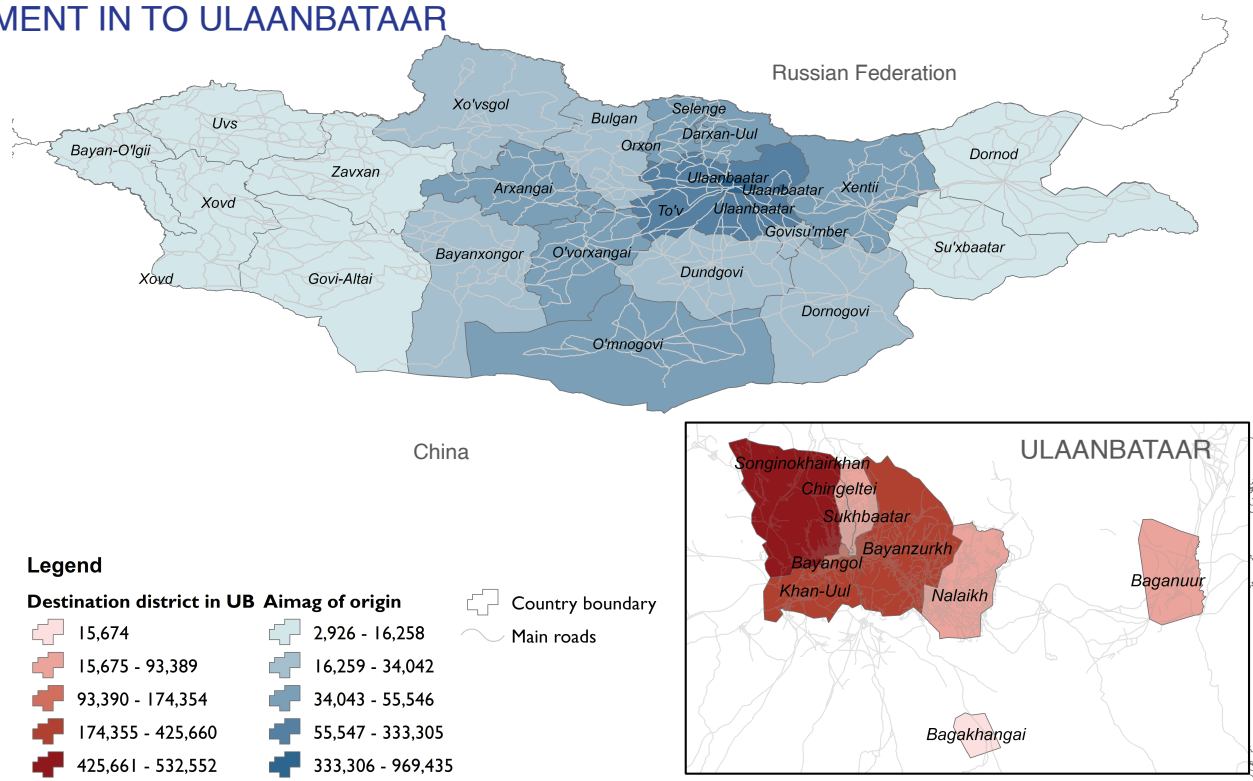 MENT IN TO ULAANBATAAR
Russian Federation
Xo'vsgol
Selenge
Bulgan
Uvs
Darxan-Uul
Orxon
Bayan-O'lgii
Dornod
Zavxan
Ulaanbaatar
Arxangai
Ulaanbaatar
Xentii
Xovd
To'v
Ulaanbaatar
Govisu'mber
Su'xbaatar
Bayanxongor
O'vorxangai
Dundgovi
Xovd
Govi-Altai
Dornogovi
O'mnogovi
China
ULAANBATAAR
Songinokhairkhan
Chingeltei
Sukhbaatar
Bayanzurkh
Bayangol
Khan-Uul
Nalaikh
Baganuur
Bagakhangai
Legend
Destination district in UB
15,674
15,675 - 93,389
93,390 - 174,354
174,355 - 425,660
425,661 - 532,552
Aimag of origin
2,926 - 16,258
16,259 - 34,042
34,043 - 55,546
55,547 - 333,305
333,306 - 969,435
Country boundary
Main roads